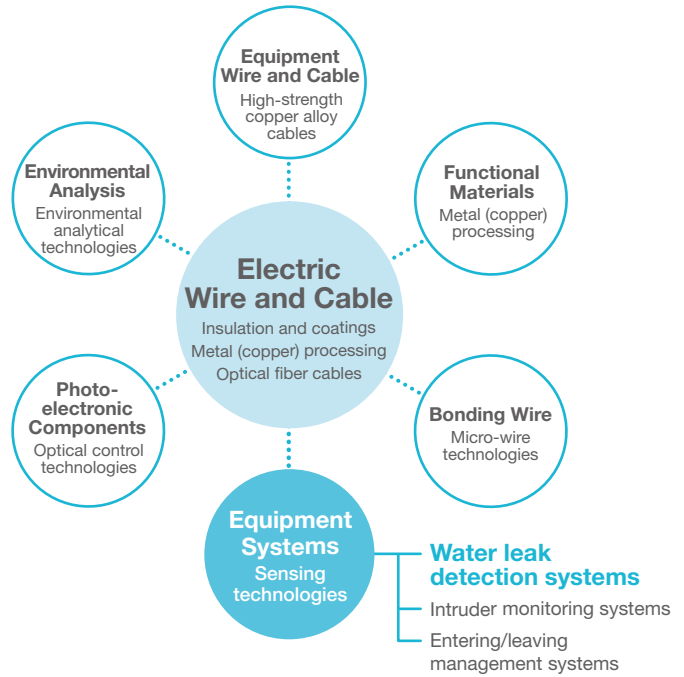 Equipment
Wire and Cable
High-strength
copper alloy
cables
Environmental
Analysis
Environmental
analytical
technologies
Functional
Materials
Metal (copper)
processing
Electric
Wire and Cable
Insulation and coatings
Metal (copper) processing
Optical fiber cables
Photo-
electronic
Components
Optical control
technologies
Bonding Wire
Micro-wire
technologies
Equipment
Systems
Sensing
technologies
Water leak
detection systems
Intruder monitoring systems
Entering/leaving
management systems